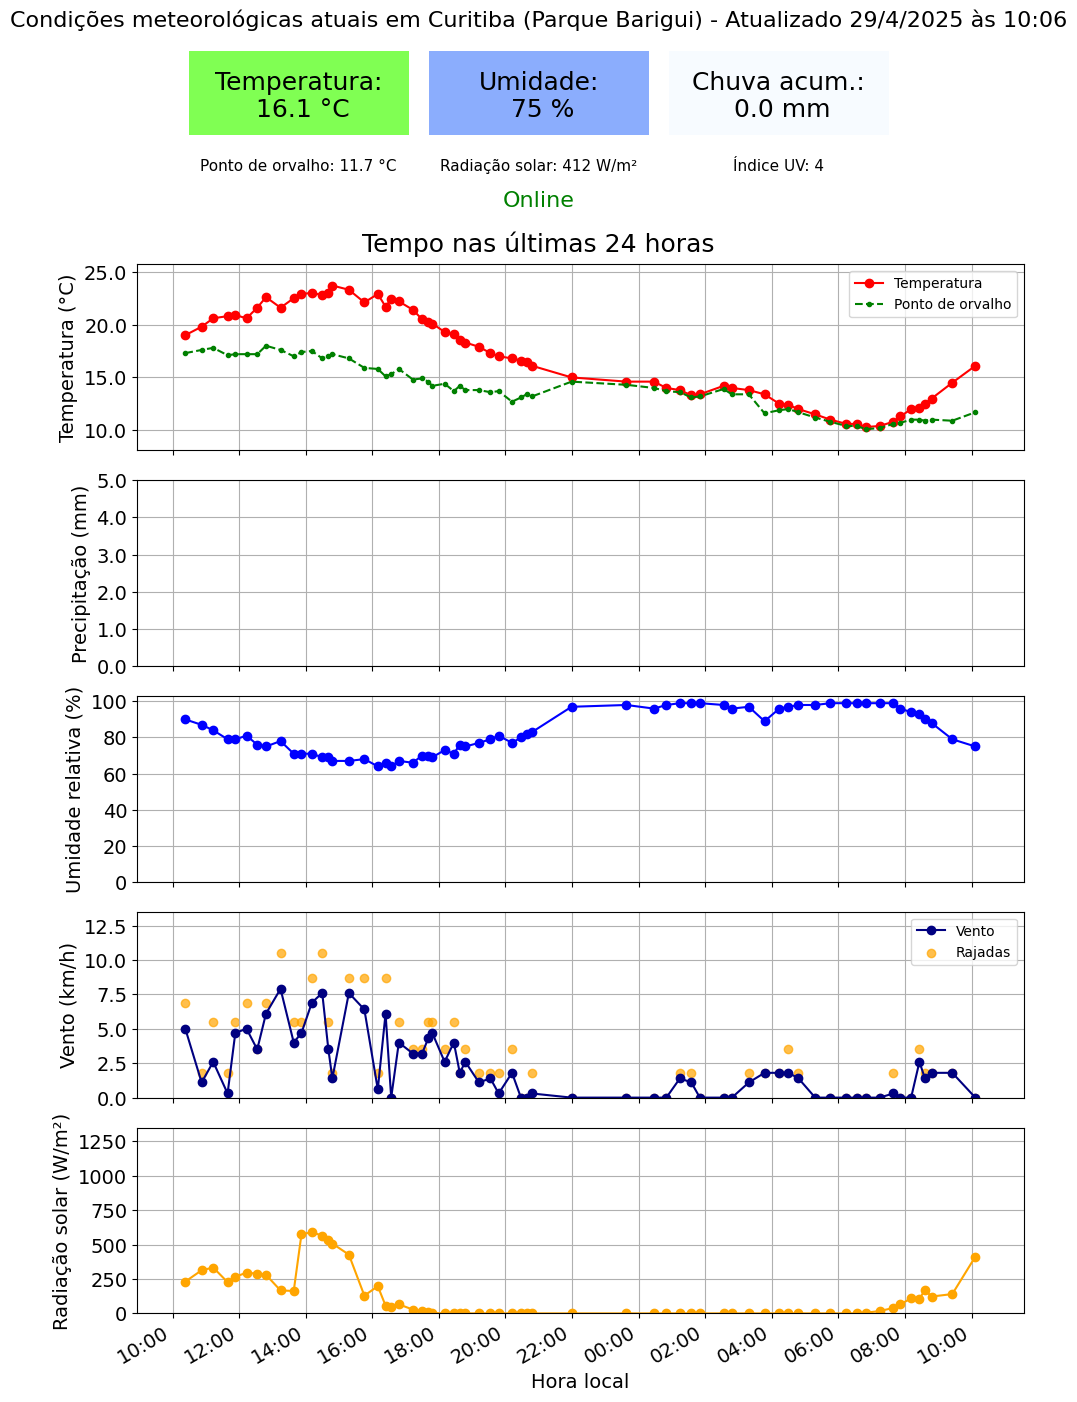 Condições meteorológicas atuais em Curitiba (Parque Barigui) - Atualizado 29/4/2025 às 10:06
Temperatura:
16.1 °C
Umidade:
75 %
Chuva acum.:
0.0 mm
Ponto de orvalho: 11.7 °C
Radiação solar: 412 W/m²
Índice UV: 4
Online
Tempo nas últimas 24 horas
Temperatura (°C)
25.0
20.0
15.0
10.0
Temperatura
Ponto de orvalho
Precipitação (mm)
5.0
4.0
3.0
2.0
1.0
0.0
Umidade relativa (%)
100
80
60
40
20
0
Vento (km/h)
12.5
10.0
7.5
5.0
2.5
0.0
Vento
Rajadas
Radiação solar (W/m²)
1250
1000
750
500
250
0
10:00
12:00
14:00
16:00
18:00
20:00
22:00
00:00
02:00
04:00
06:00
08:00
10:00
Hora local